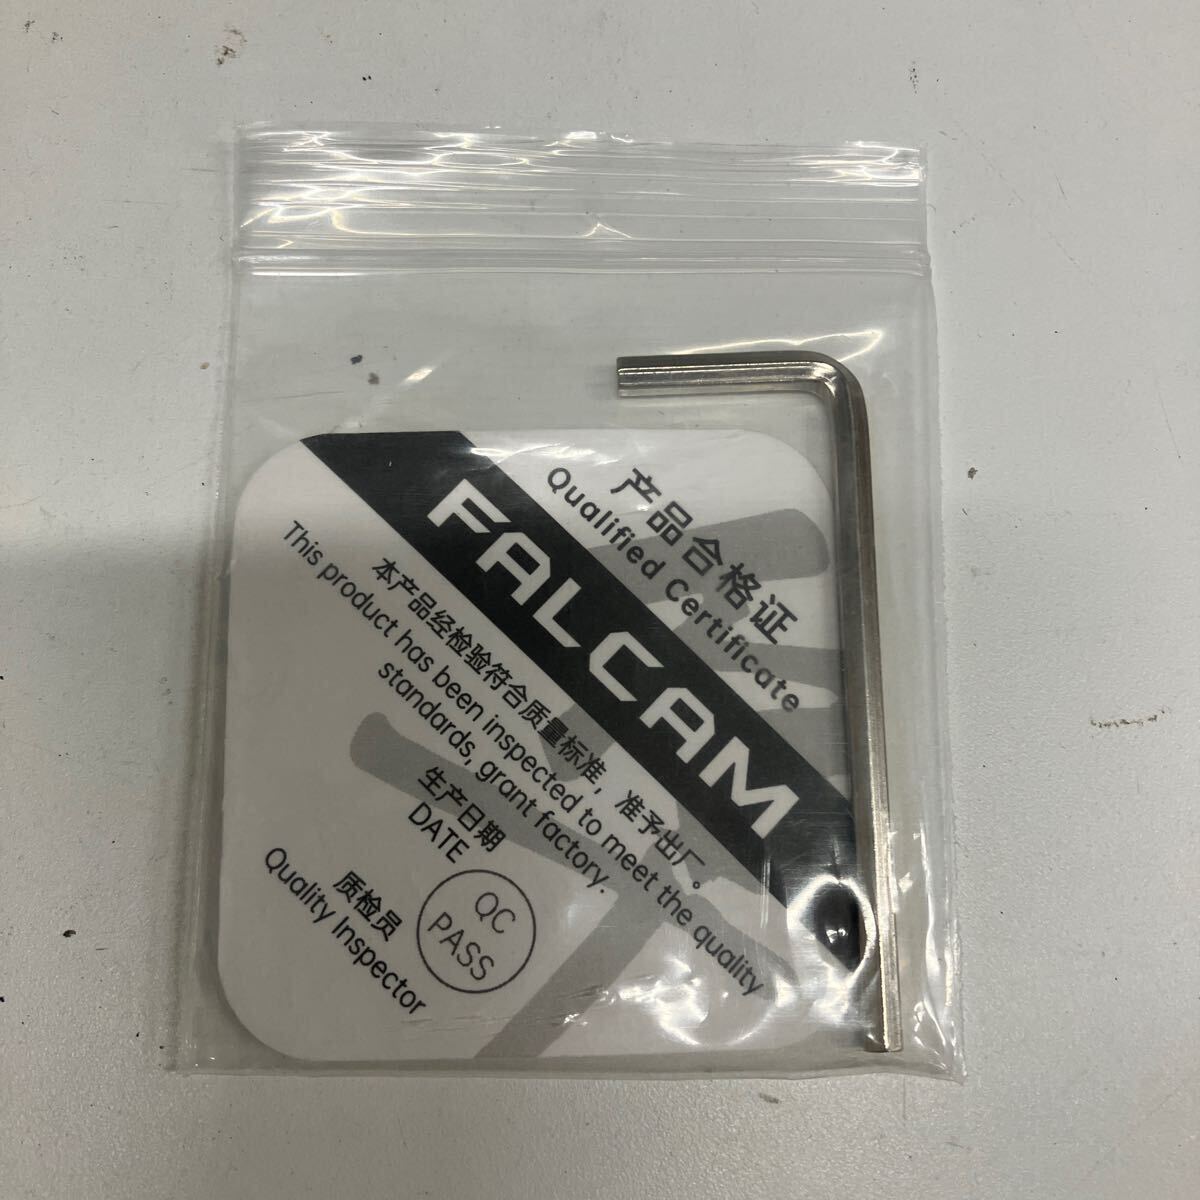 产品合格证
Qualified Certificate
FALCAM
本产品经检验符合质量标准，准予出厂。
This product has been inspected to meet the quality
standards, grant factory.
生产日期
DATE
质检员
Quality Inspector
QC
PASS